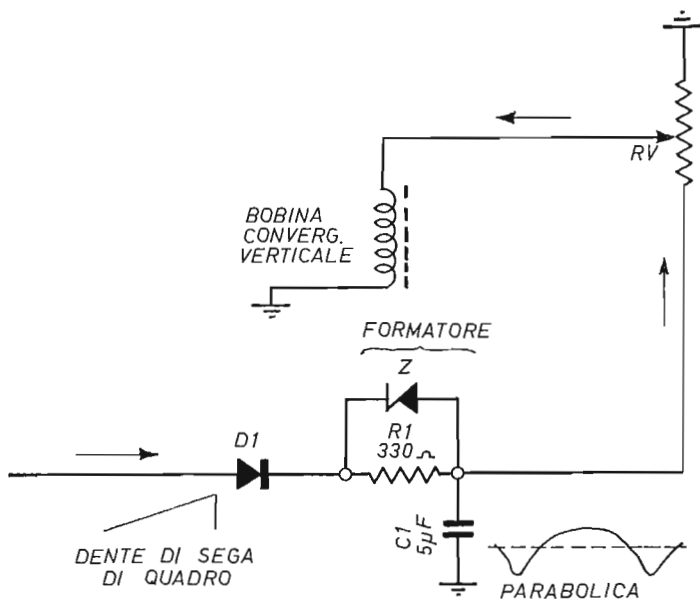 RV
BOBINA
CONVERG.
VERTICALE
FORMATORE
Z
D1
R1
330 Ω
C1
5µF
DENTE DI SEGA
DI QUADRO
PARABOLICA